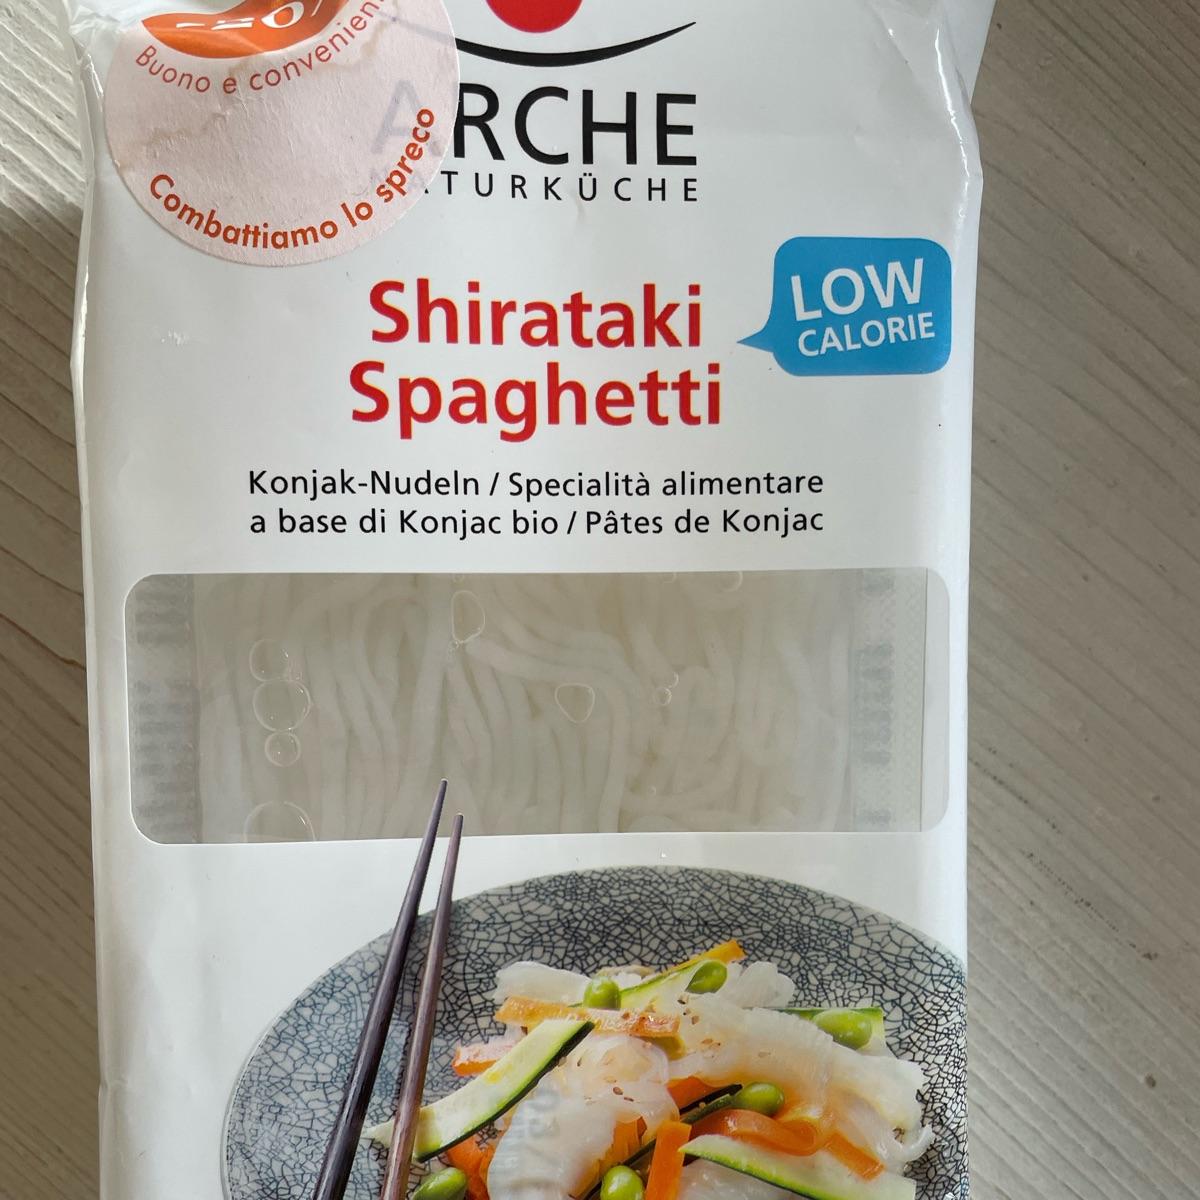 Buono e
Combattiamo lo spreco
RCHE
TURKÜCHE
Shirataki
Spaghetti
LOW
CALORIE
Konjak-Nudeln / Specialità alimentare
a base di Konjac bio / Pâtes de Konjac